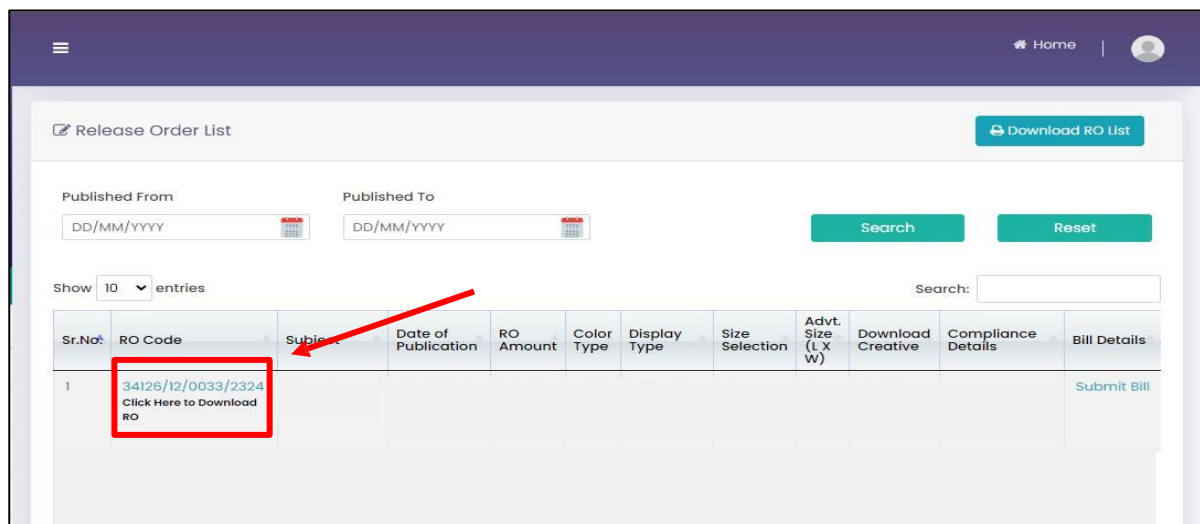 Home |
Release Order List
Download RO List
Published From Published To
DD/MM/YYYY DD/MM/YYYY Search Reset
Show 10 entries Search:
Sr.No. RO Code Date of Publication RO Amount Color Type Display Type Size Selection Advt. Size (L X W) Download Creative Compliance Details Bill Details
1 34126/12/0033/2324 Submit Bill
Click Here to Download
RO